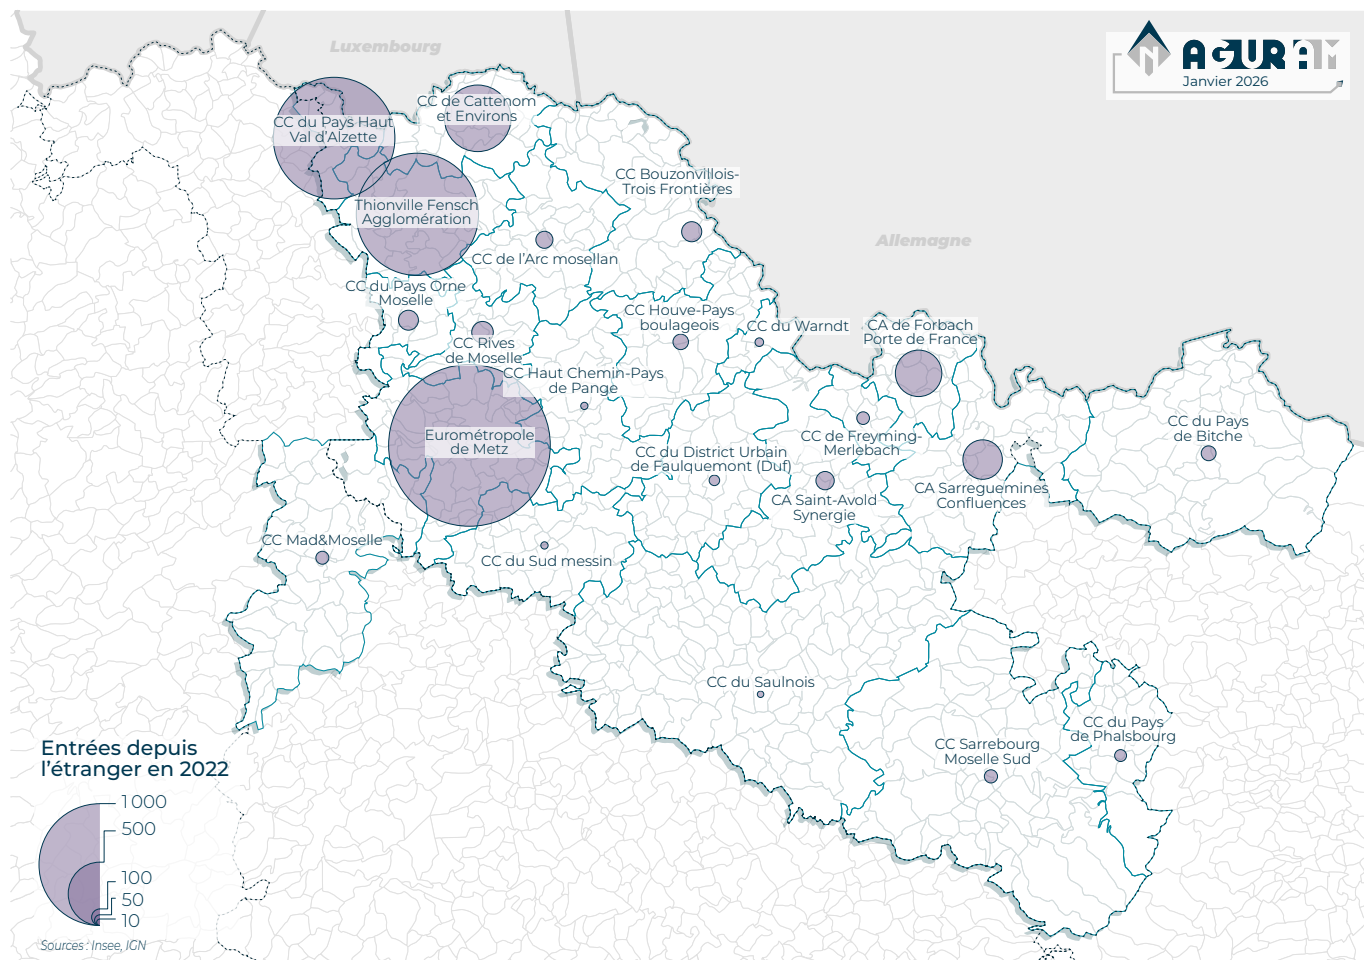 Luxembourg
AGURAM
Janvier 2026
CC de Cattenom
et Environs
CC du Pays Haut
Val d'Alzette
CC Bouzonvillois-
Trois Frontières
Thionville Fensch
Agglomération
Allemagne
CC de l'Arc mosellan
CC du Pays Orne
Moselle
CC Houve-Pays
boulageois
CC du Warndt
CA de Forbach
Porte de France
CC Rives
de Moselle
CC Haut Chemin-Pays
de Pange
Eurométropole
de Metz
CC du Pays
de Bitche
CC de Freyming-
Merlebach
CC du District Urbain
de Faulquemont (Duf)
CA Saint-Avold
Synergie
CA Sarreguemines
Confluences
CC Mad&Moselle
CC du Sud messin
CC du Saulnois
CC du Pays
de Phalsbourg
CC Sarrebourg
Moselle Sud
Entrées depuis
l'étranger en 2022
1 000
500
100
50
10
Sources : Insee, IGN